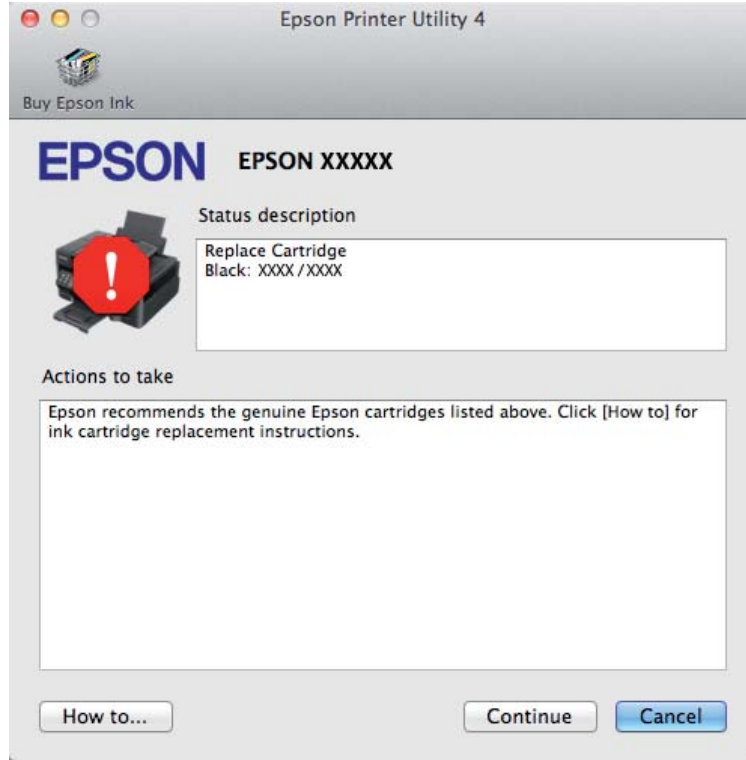 Epson Printer Utility 4
Buy Epson Ink
EPSON EPSON XXXXX
Status description
Replace Cartridge
Black: XXXX/XXXX
!
Actions to take
Epson recommends the genuine Epson cartridges listed above. Click [How to] for
ink cartridge replacement instructions.
How to... Continue Cancel